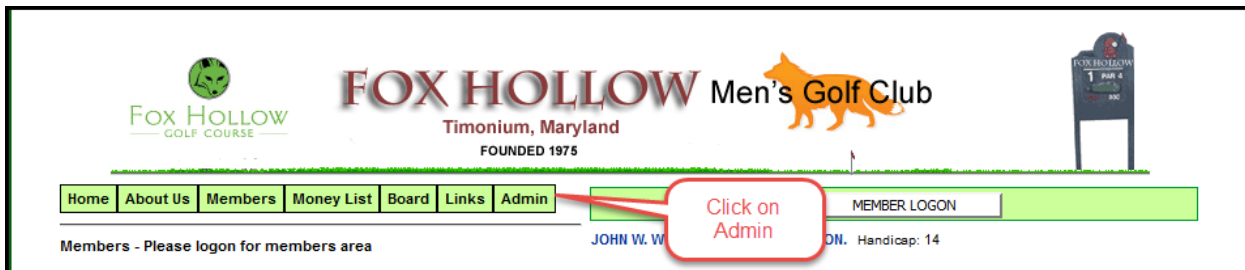 FOX HOLLOW
GOLF COURSE
FOX HOLLOW Men's Golf Club
Timonium, Maryland
FOUNDED 1975
FOX HOLLOW
1 PAR 4
Home About Us Members Money List Board Links Admin
Click on
Admin
MEMBER LOGON
Members - Please logon for members area
JOHN W. W ON. Handicap: 14